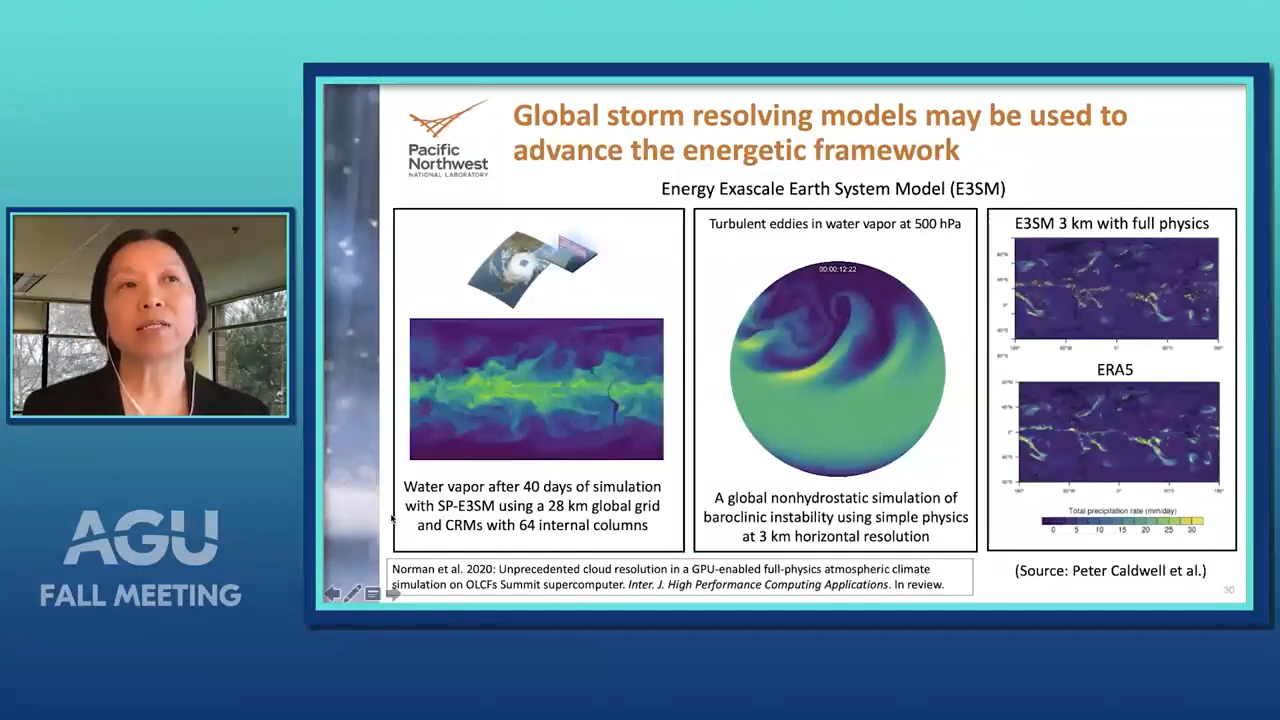 Pacific
Northwest
NATIONAL LABORATORY
Global storm resolving models may be used to
advance the energetic framework
Energy Exascale Earth System Model (E3SM)
Water vapor after 40 days of simulation
with SP-E3SM using a 28 km global grid
and CRMs with 64 internal columns
Turbulent eddies in water vapor at 500 hPa
00:00:12:22
A global nonhydrostatic simulation of
baroclinic instability using simple physics
at 3 km horizontal resolution
E3SM 3 km with full physics
ERA5
Total precipitation rate (mm/day)
0 5 10 15 20 25 30
(Source: Peter Caldwell et al.)
Norman et al. 2020: Unprecedented cloud resolution in a GPU-enabled full-physics atmospheric climate
simulation on OLCFs Summit supercomputer. Inter. J. High Performance Computing Applications. In review.
30
AGU
FALL MEETING